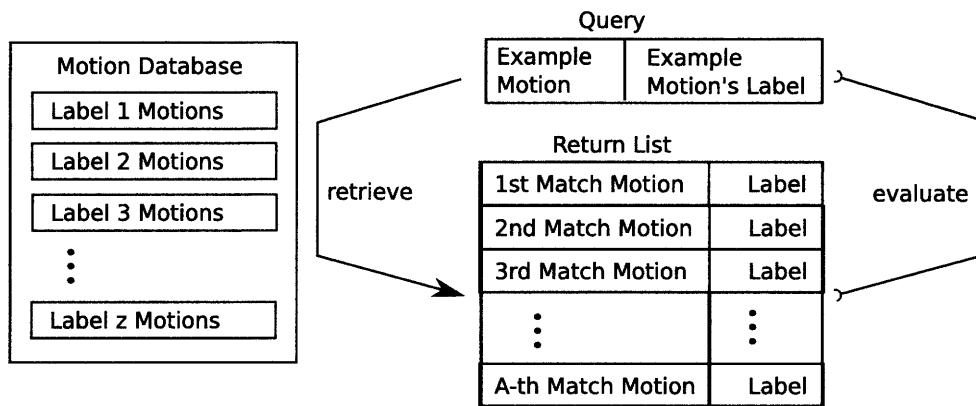 Motion Database
Label 1 Motions
Label 2 Motions
Label 3 Motions
Label z Motions
retrieve
Query
Example Motion
Example Motion's Label
Return List
1st Match Motion Label
2nd Match Motion Label
3rd Match Motion Label
A-th Match Motion Label
evaluate